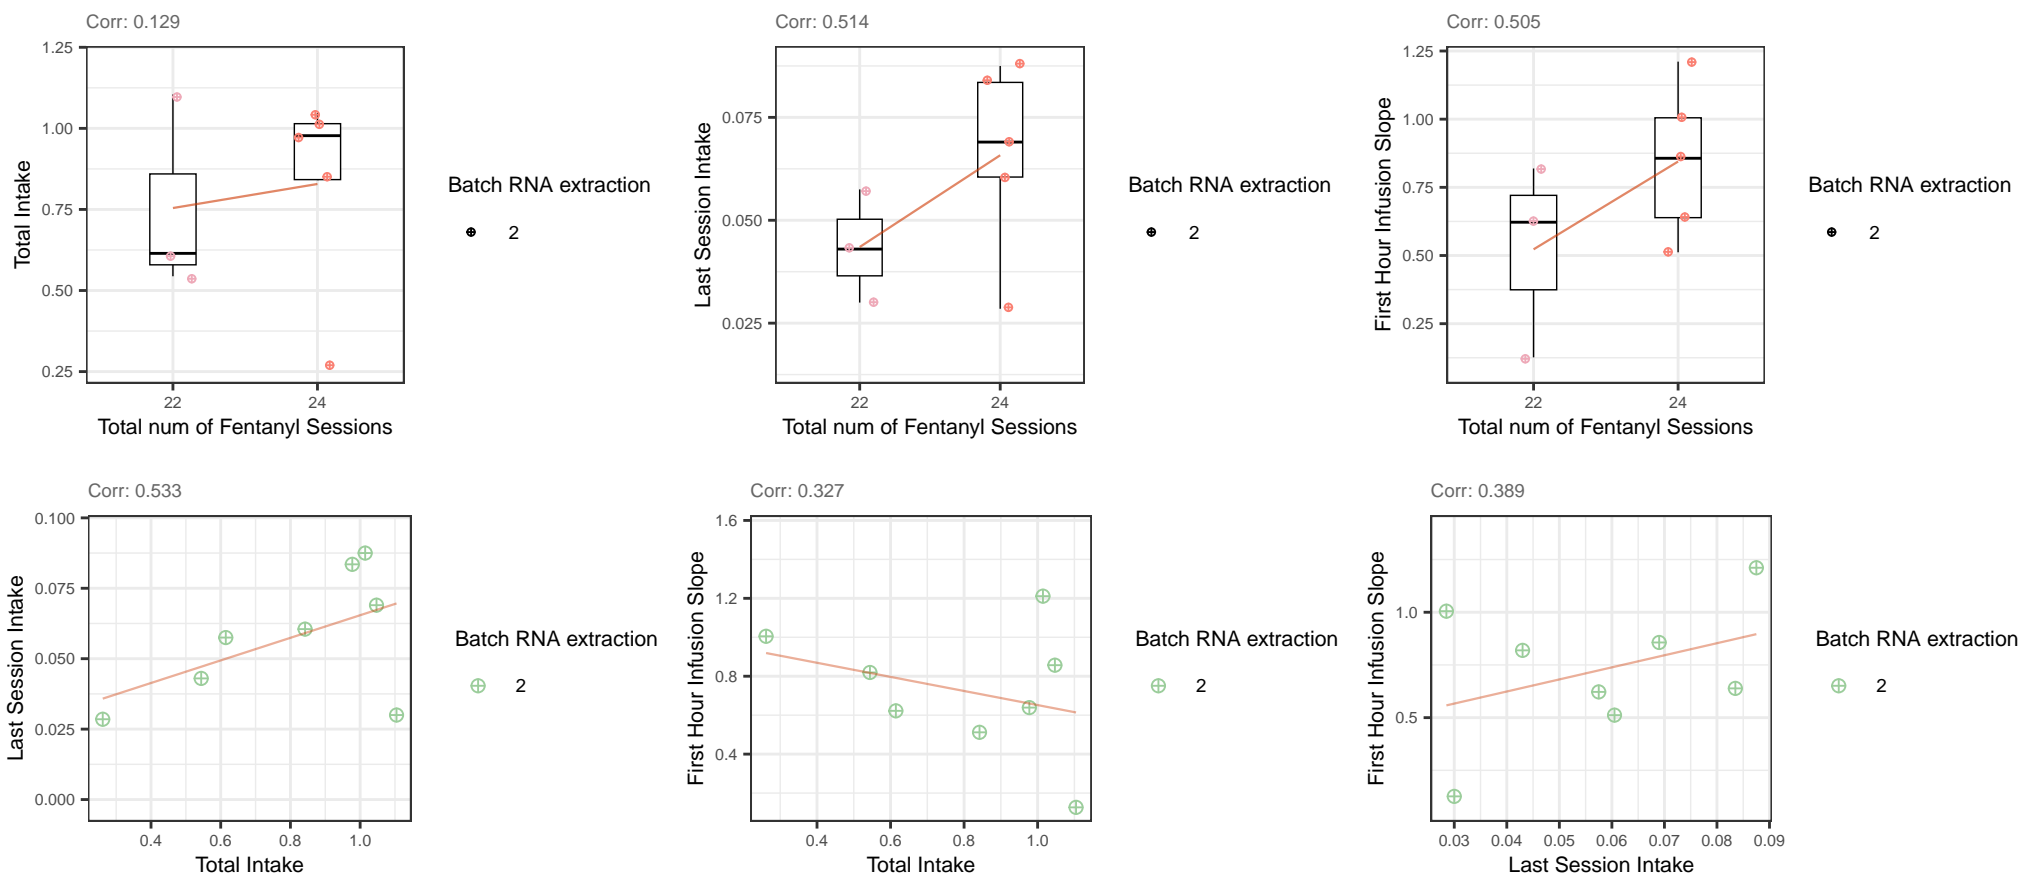 Corr: 0.129
1.25
1.00
0.75
0.50
0.25
Total Intake
22
24
Total num of Fentanyl Sessions
Batch RNA extraction
2
Corr: 0.514
0.075
0.050
0.025
Last Session Intake
22
24
Total num of Fentanyl Sessions
Batch RNA extraction
2
Corr: 0.505
1.25
1.00
0.75
0.50
0.25
First Hour Infusion Slope
22
24
Total num of Fentanyl Sessions
Batch RNA extraction
2
Corr: 0.533
0.100
0.075
0.050
0.025
0.000
Last Session Intake
0.4 0.6 0.8 1.0
Total Intake
Batch RNA extraction
2
Corr: 0.327
1.6
1.2
0.8
0.4
First Hour Infusion Slope
0.4 0.6 0.8 1.0
Total Intake
Batch RNA extraction
2
Corr: 0.389
1.0
0.5
First Hour Infusion Slope
0.03 0.04 0.05 0.06 0.07 0.08 0.09
Last Session Intake
Batch RNA extraction
2